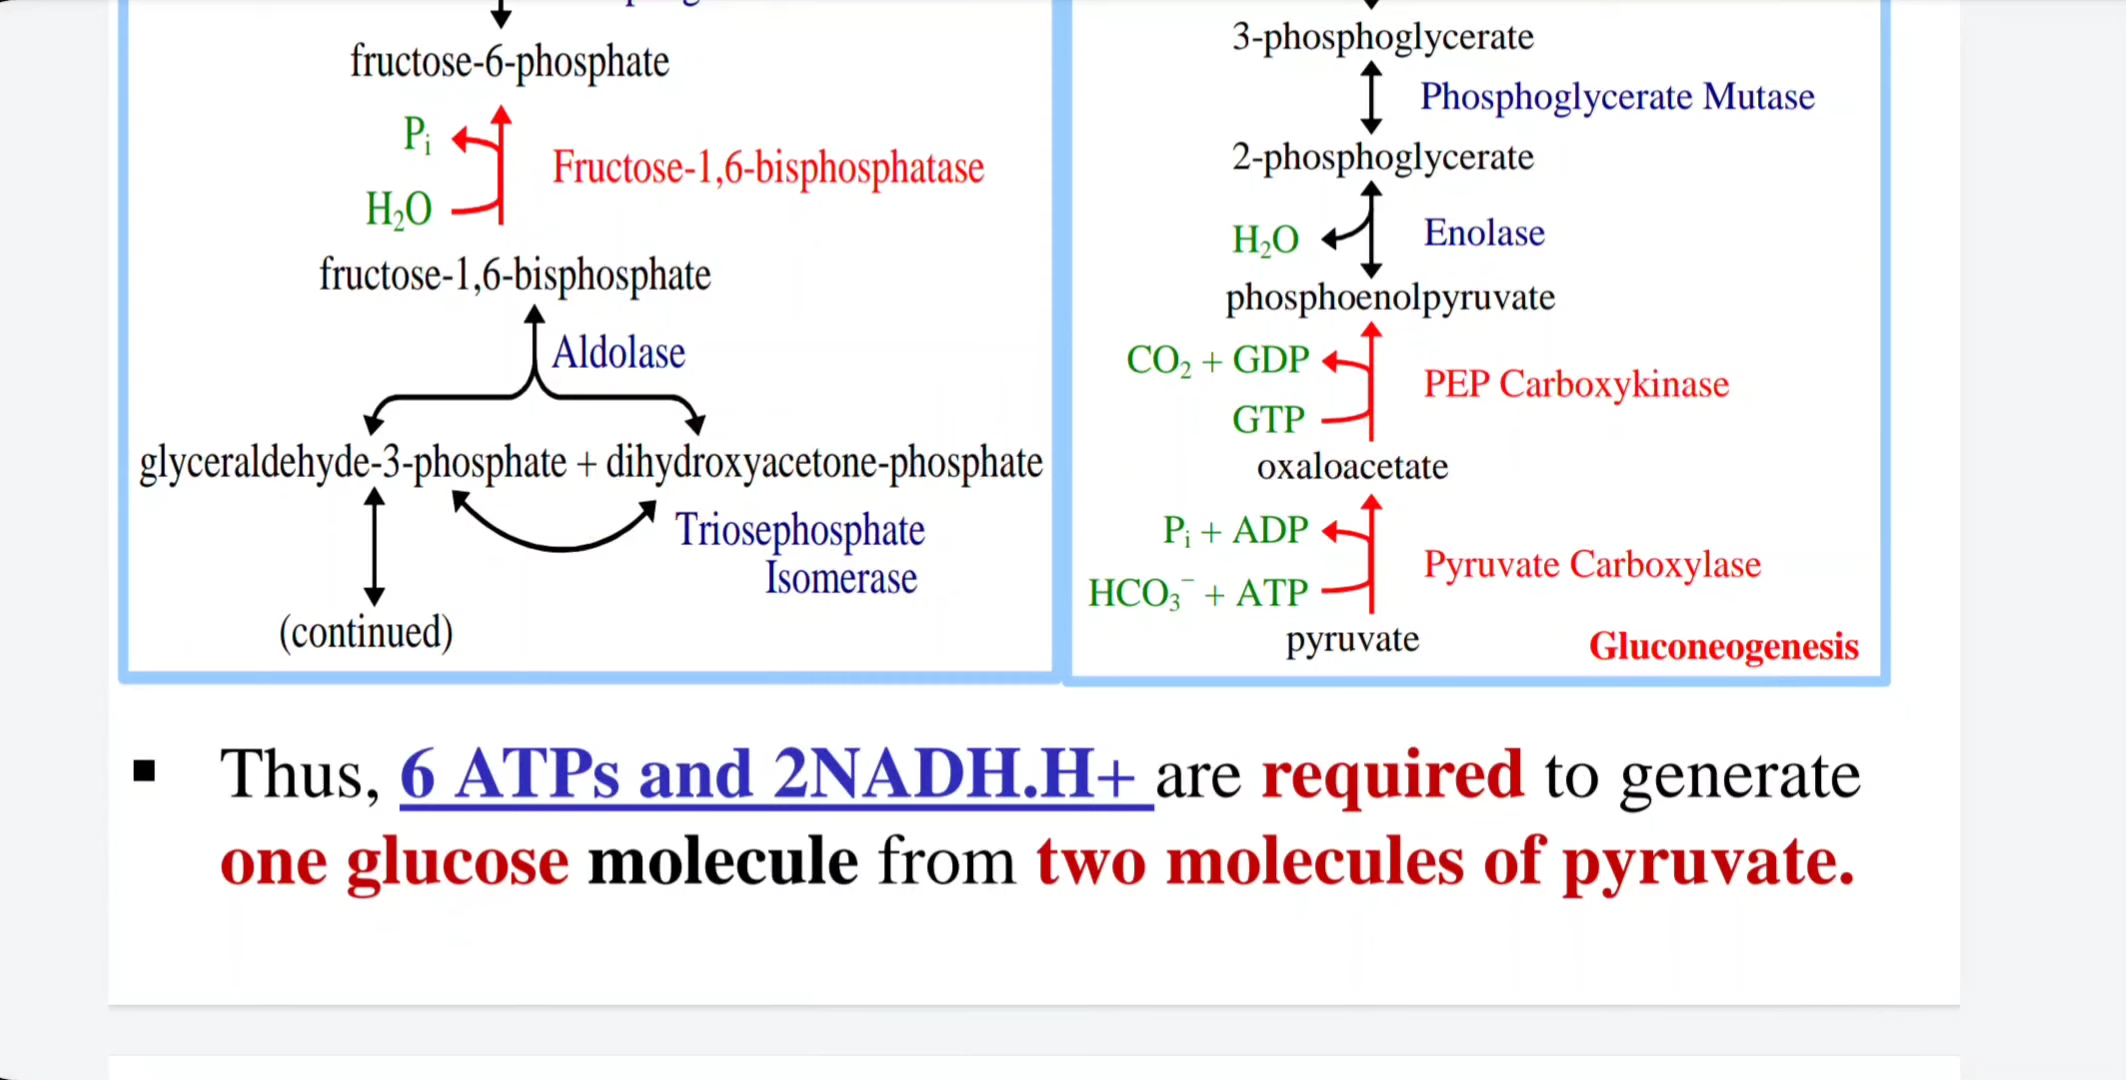 fructose-6-phosphate
Pi
Fructose-1,6-bisphosphatase
H2O
fructose-1,6-bisphosphate
Aldolase
glyceraldehyde-3-phosphate + dihydroxyacetone-phosphate
Triosephosphate
Isomerase
(continued)
3-phosphoglycerate
Phosphoglycerate Mutase
2-phosphoglycerate
H2O
Enolase
phosphoenolpyruvate
CO2 + GDP
PEP Carboxykinase
GTP
oxaloacetate
Pi + ADP
Pyruvate Carboxylase
HCO3⁻ + ATP
pyruvate
Gluconeogenesis
▪ Thus, 6 ATPs and 2NADH.H+ are required to generate
one glucose molecule from two molecules of pyruvate.